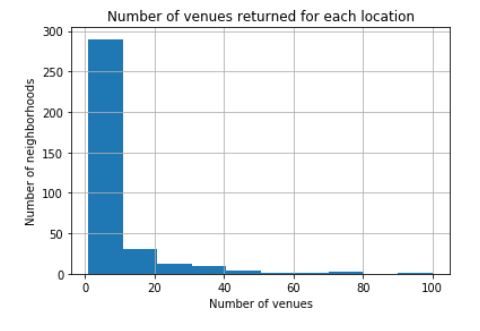 Number of venues returned for each location
300
250
200
150
100
50
0
Number of neighborhoods
0 20 40 60 80 100
Number of venues